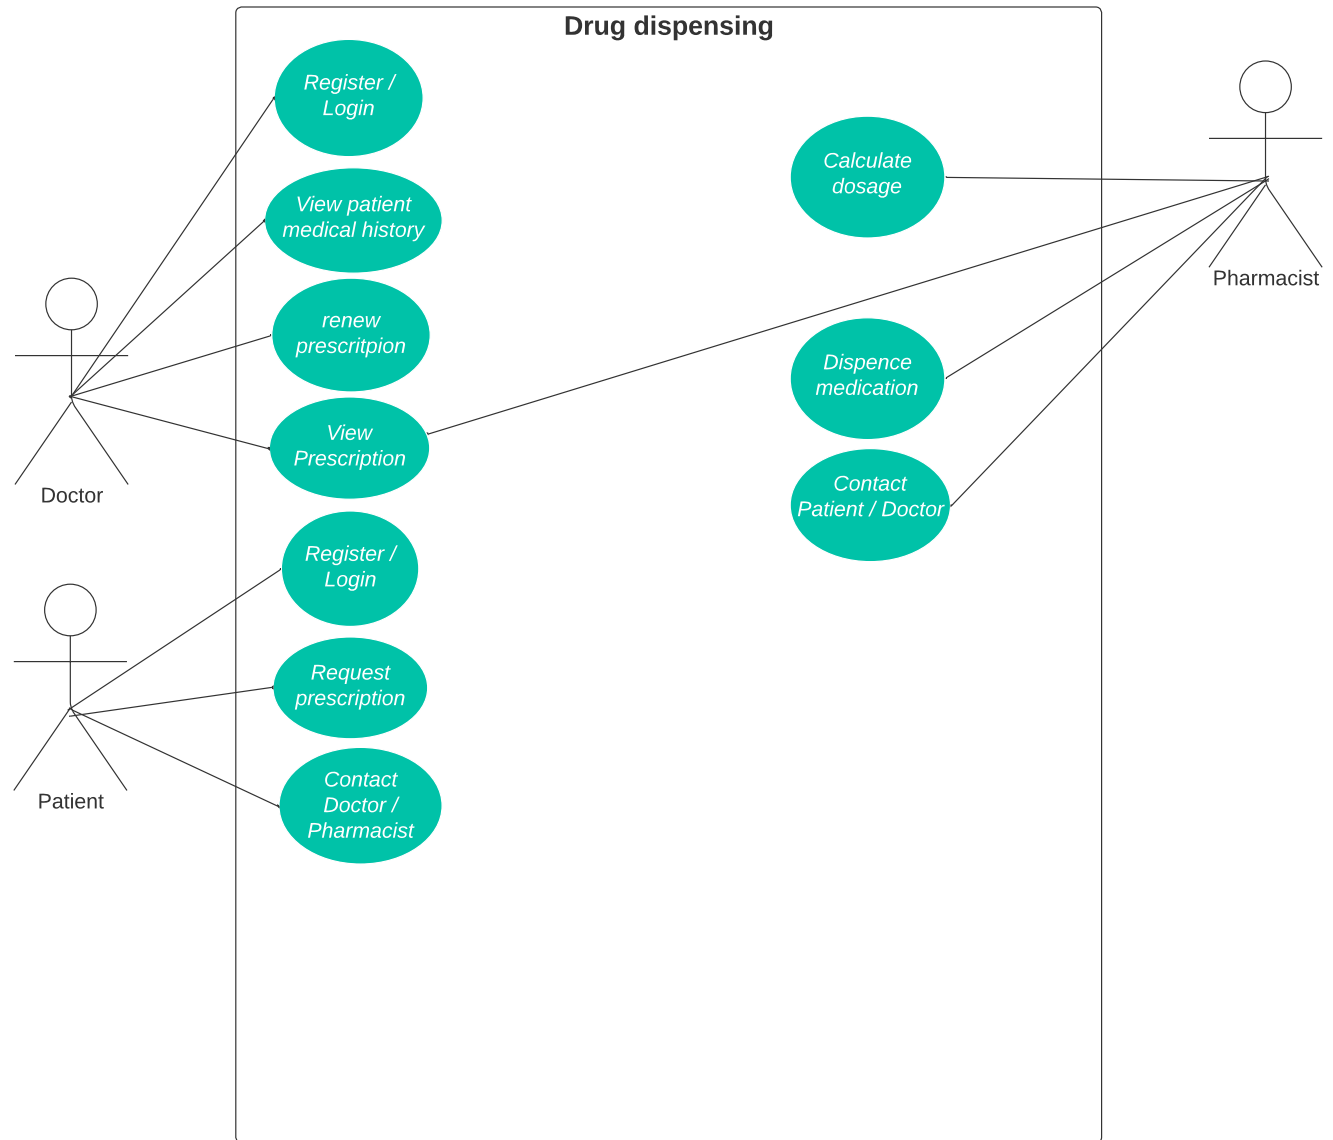 Drug dispensing
Register /
Login
View patient
medical history
renew
prescritpion
View
Prescription
Register /
Login
Request
prescription
Contact
Doctor /
Pharmacist
Calculate
dosage
Dispence
medication
Contact
Patient / Doctor
Doctor
Patient
Pharmacist